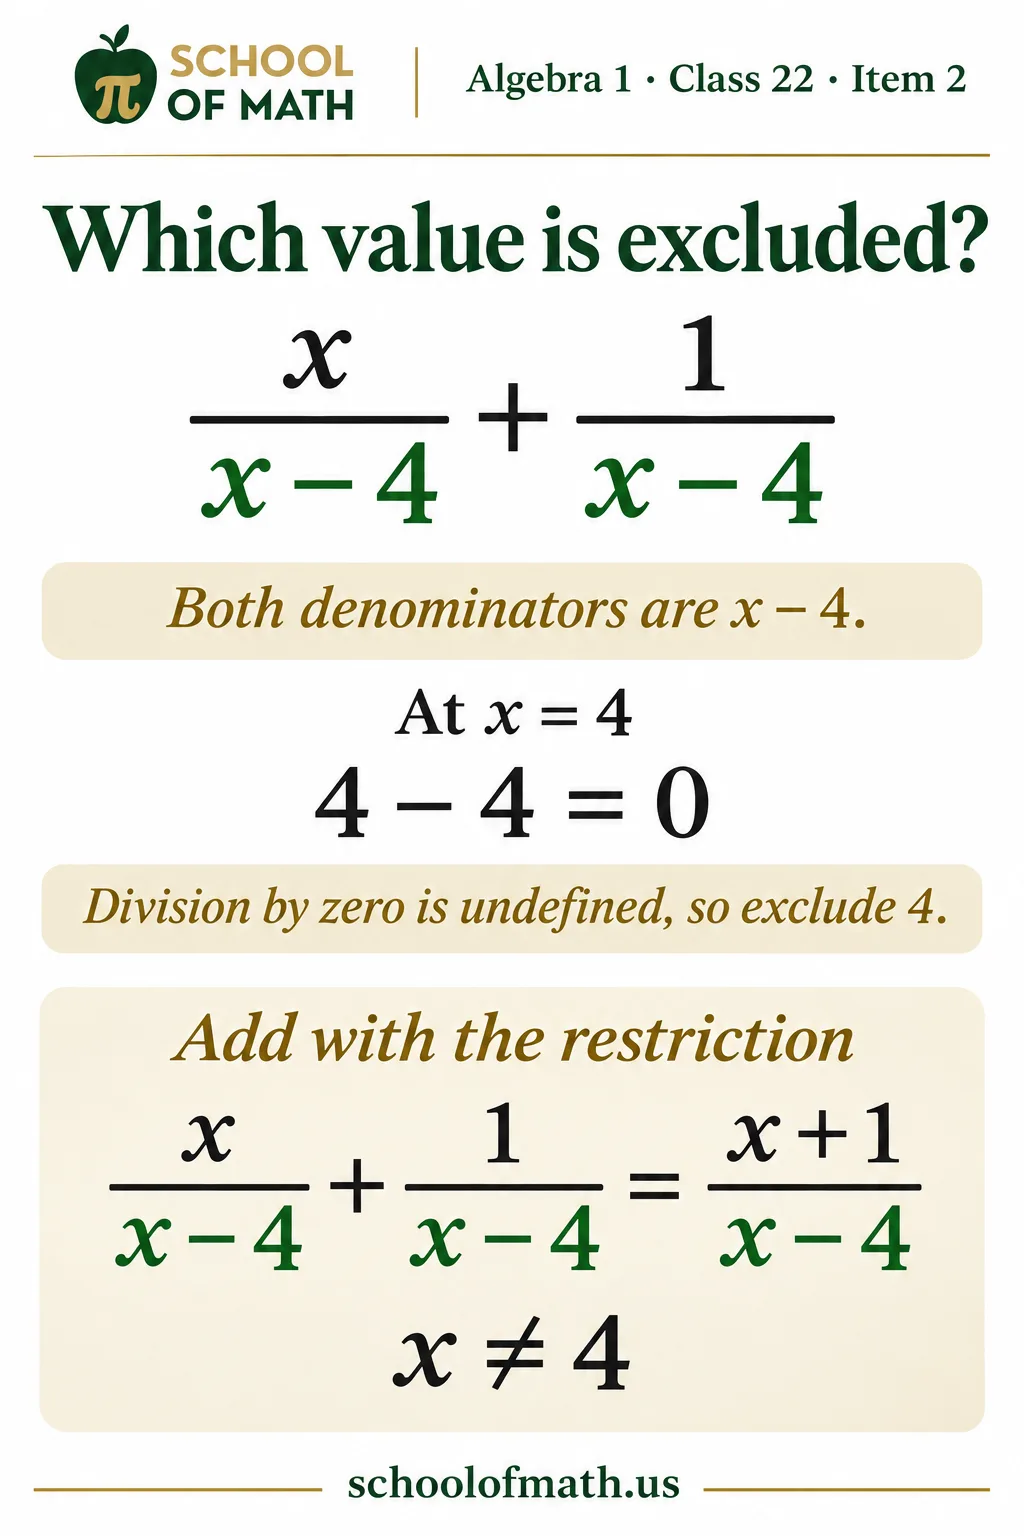 π
SCHOOL
OF MATH
Algebra 1 · Class 22 · Item 2
Which value is excluded?
x/(x − 4) + 1/(x − 4)
Both denominators are x − 4.
At x = 4
4 − 4 = 0
Division by zero is undefined, so exclude 4.
Add with the restriction
x/(x − 4) + 1/(x − 4) = (x + 1)/(x − 4)
x ≠ 4
schoolofmath.us